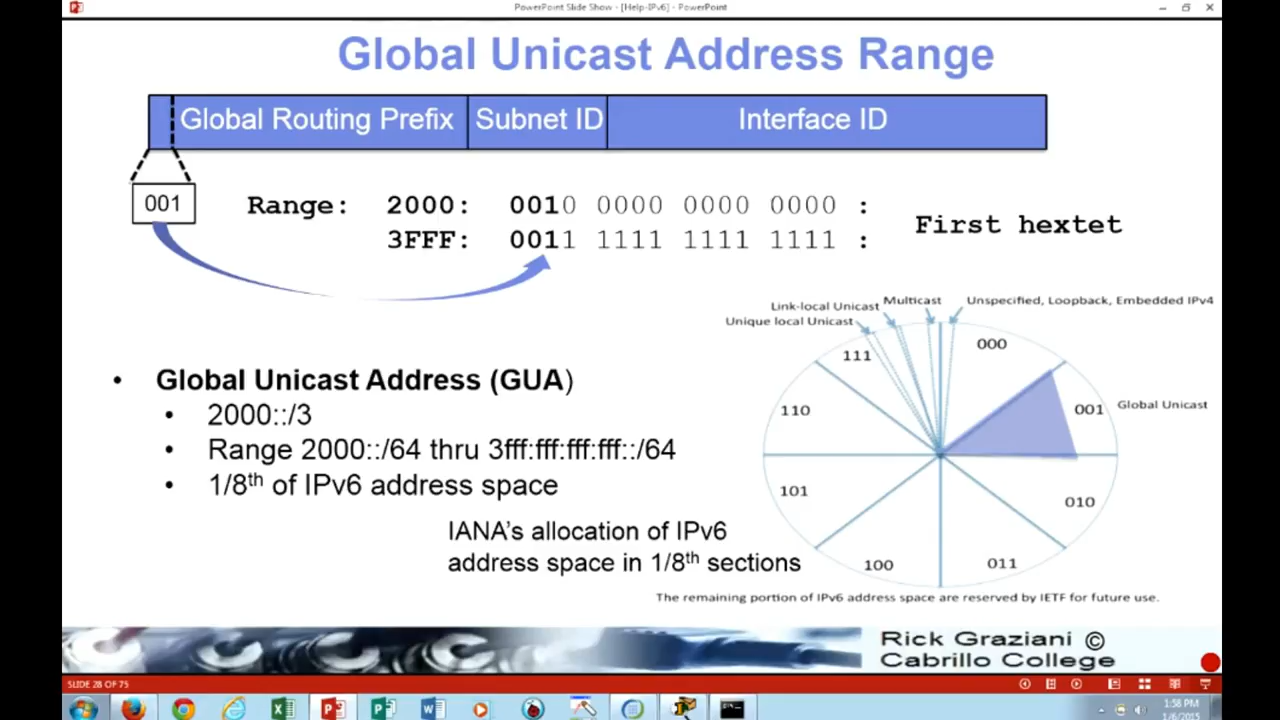 PowerPoint Slide Show - [Help-IPv6] - PowerPoint
Global Unicast Address Range
Global Routing Prefix Subnet ID Interface ID
001
Range: 2000: 0010 0000 0000 0000 :
3FFF: 0011 1111 1111 1111 :
First hextet
Link-local Unicast Multicast Unspecified, Loopback, Embedded IPv4
Unique local Unicast
111 000
110 001 Global Unicast
101 010
100 011
• Global Unicast Address (GUA)
• 2000::/3
• Range 2000::/64 thru 3fff:fff:fff:fff::/64
• 1/8th of IPv6 address space
IANA's allocation of IPv6
address space in 1/8th sections
The remaining portion of IPv6 address space are reserved by IETF for future use.
Rick Graziani ©
Cabrillo College
SLIDE 28 OF 75
1:58 PM
1/6/2015